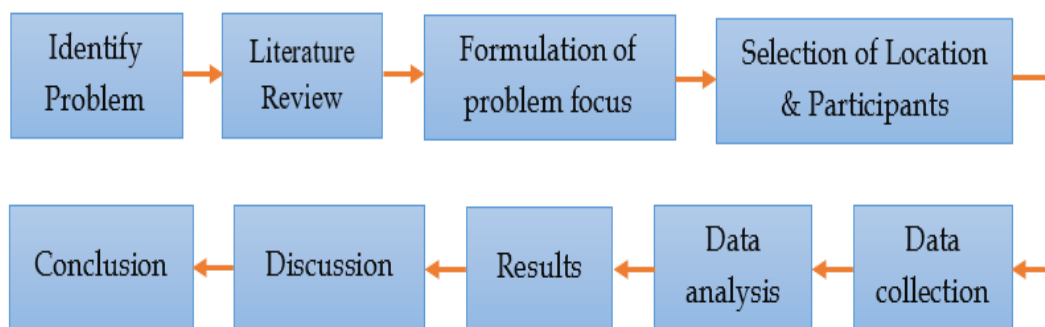 Identify
Problem
Literature
Review
Formulation of
problem focus
Selection of Location
& Participants
Data
collection
Data
analysis
Results
Discussion
Conclusion